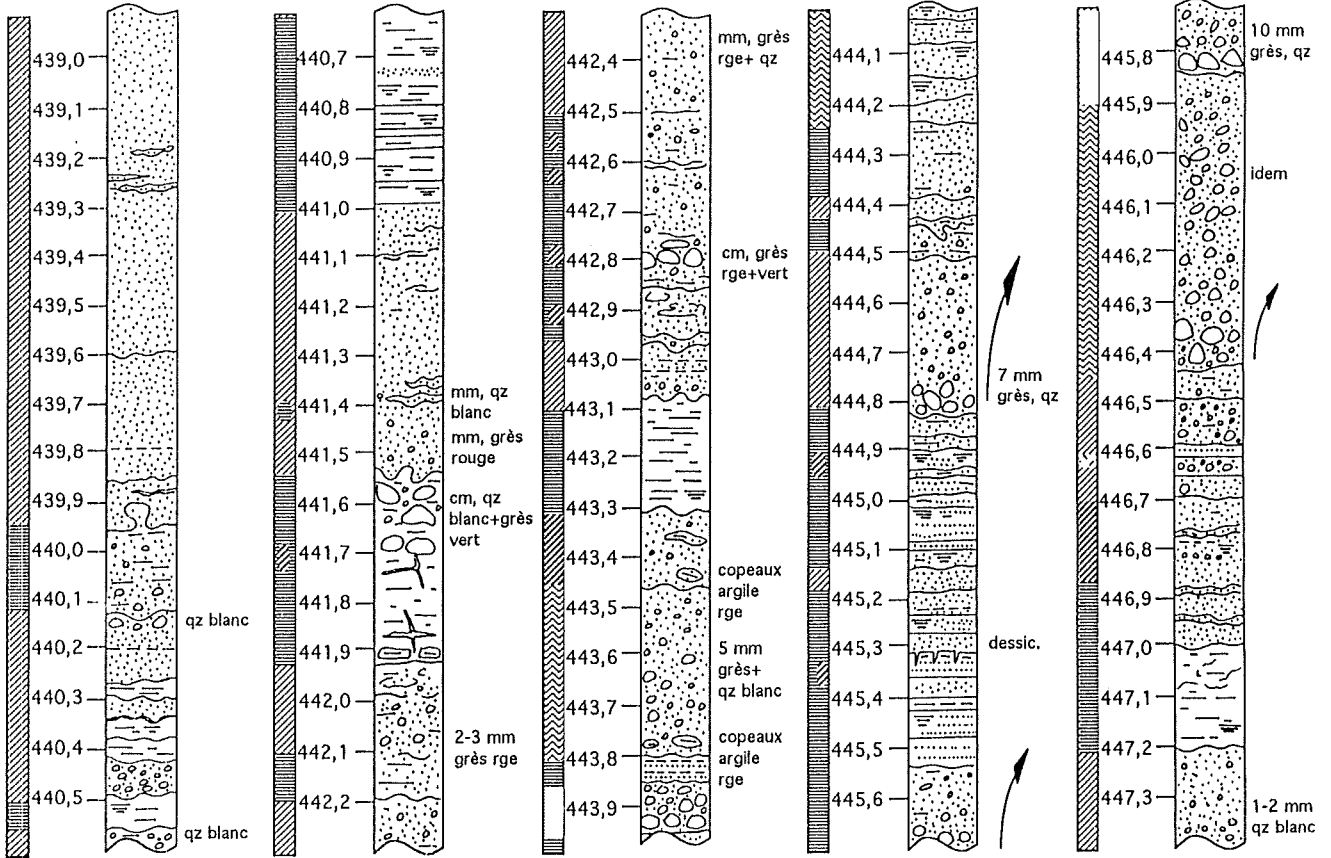 439,0
439,1
439,2
439,3
439,4
439,5
439,6
439,7
439,8
439,9
440,0
440,1
440,2
440,3
440,4
440,5
qz blanc
qz blanc
440,7
440,8
440,9
441,0
441,1
441,2
441,3
441,4
441,5
441,6
441,7
441,8
441,9
442,0
442,1
442,2
mm, qz
blanc
mm, grès
rouge
cm, qz
blanc+grès
vert
2-3 mm
grès rge
442,4
442,5
442,6
442,7
442,8
442,9
443,0
443,1
443,2
443,3
443,4
443,5
443,6
443,7
443,8
443,9
mm, grès
rge+ qz
cm, grès
rge+vert
copeaux
argile
rge
5 mm
grès+
qz blanc
copeaux
argile
rge
444,1
444,2
444,3
444,4
444,5
444,6
444,7
444,8
444,9
445,0
445,1
445,2
445,3
445,4
445,5
445,6
7 mm
grès, qz
dessic.
445,8
445,9
446,0
446,1
446,2
446,3
446,4
446,5
446,6
446,7
446,8
446,9
447,0
447,1
447,2
447,3
10 mm
grès, qz
idem
1-2 mm
qz blanc